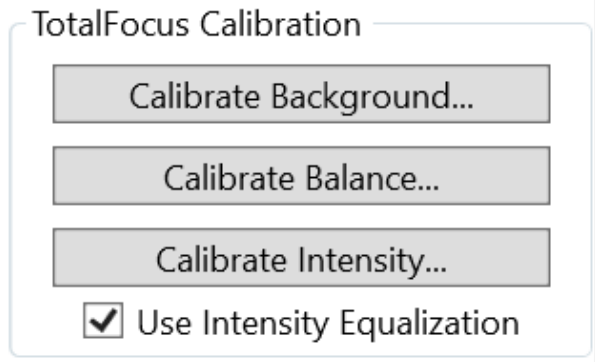 TotalFocus Calibration
Calibrate Background...
Calibrate Balance...
Calibrate Intensity...
Use Intensity Equalization